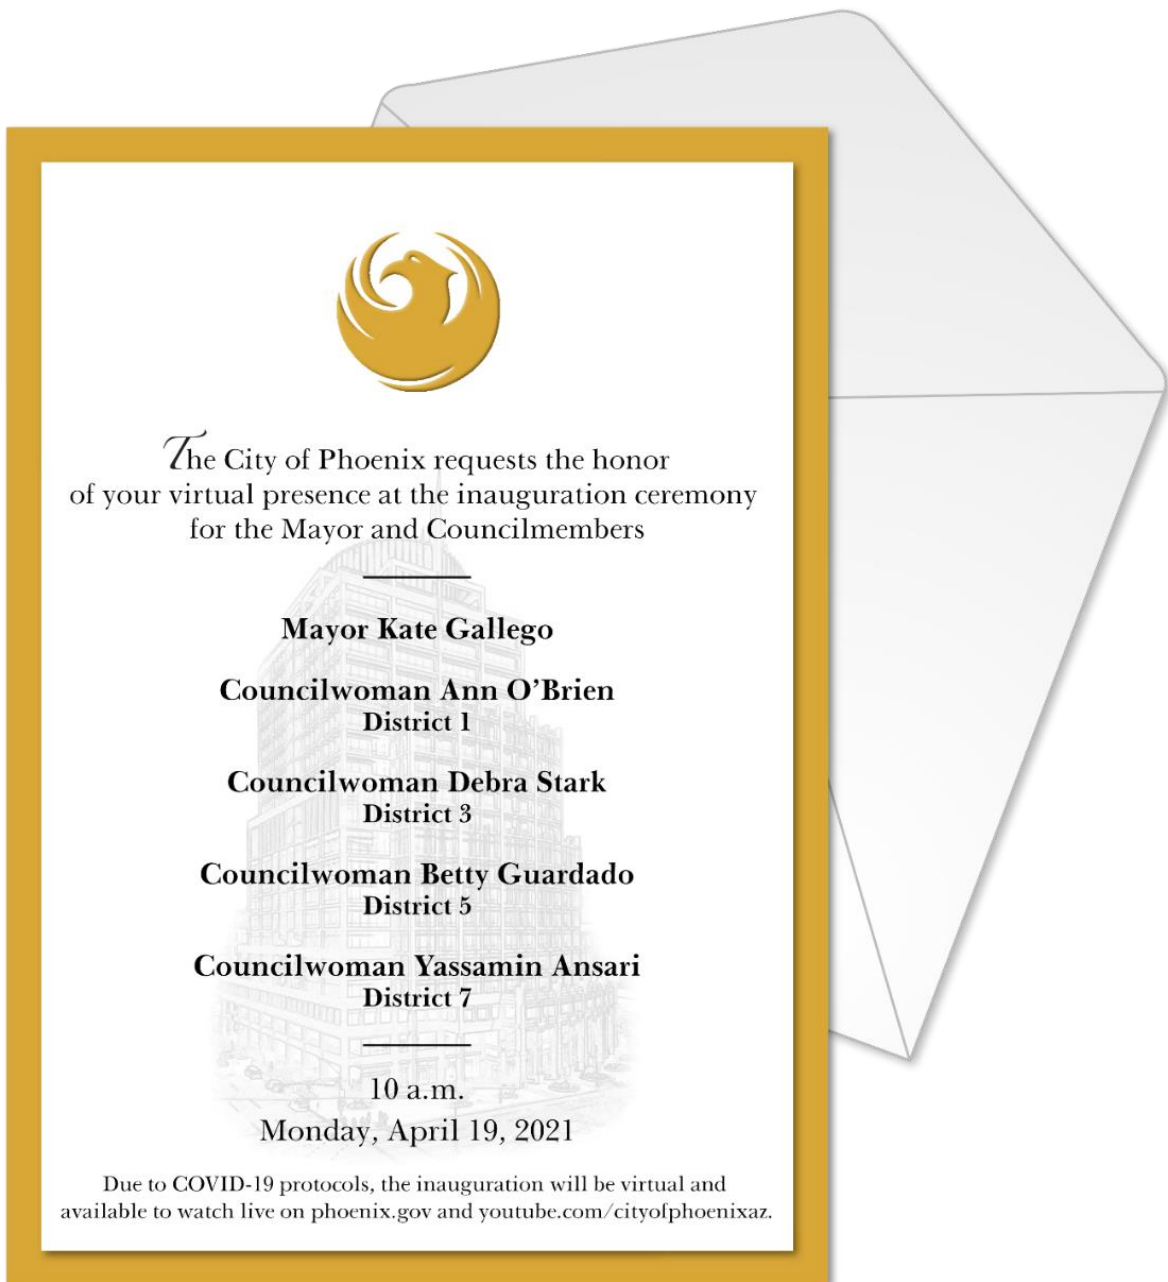 The City of Phoenix requests the honor
of your virtual presence at the inauguration ceremony
for the Mayor and Councilmembers
Mayor Kate Gallego
Councilwoman Ann O’Brien
District 1
Councilwoman Debra Stark
District 3
Councilwoman Betty Guardado
District 5
Councilwoman Yassamin Ansari
District 7
10 a.m.
Monday, April 19, 2021
Due to COVID-19 protocols, the inauguration will be virtual and
available to watch live on phoenix.gov and youtube.com/cityofphoenixaz.